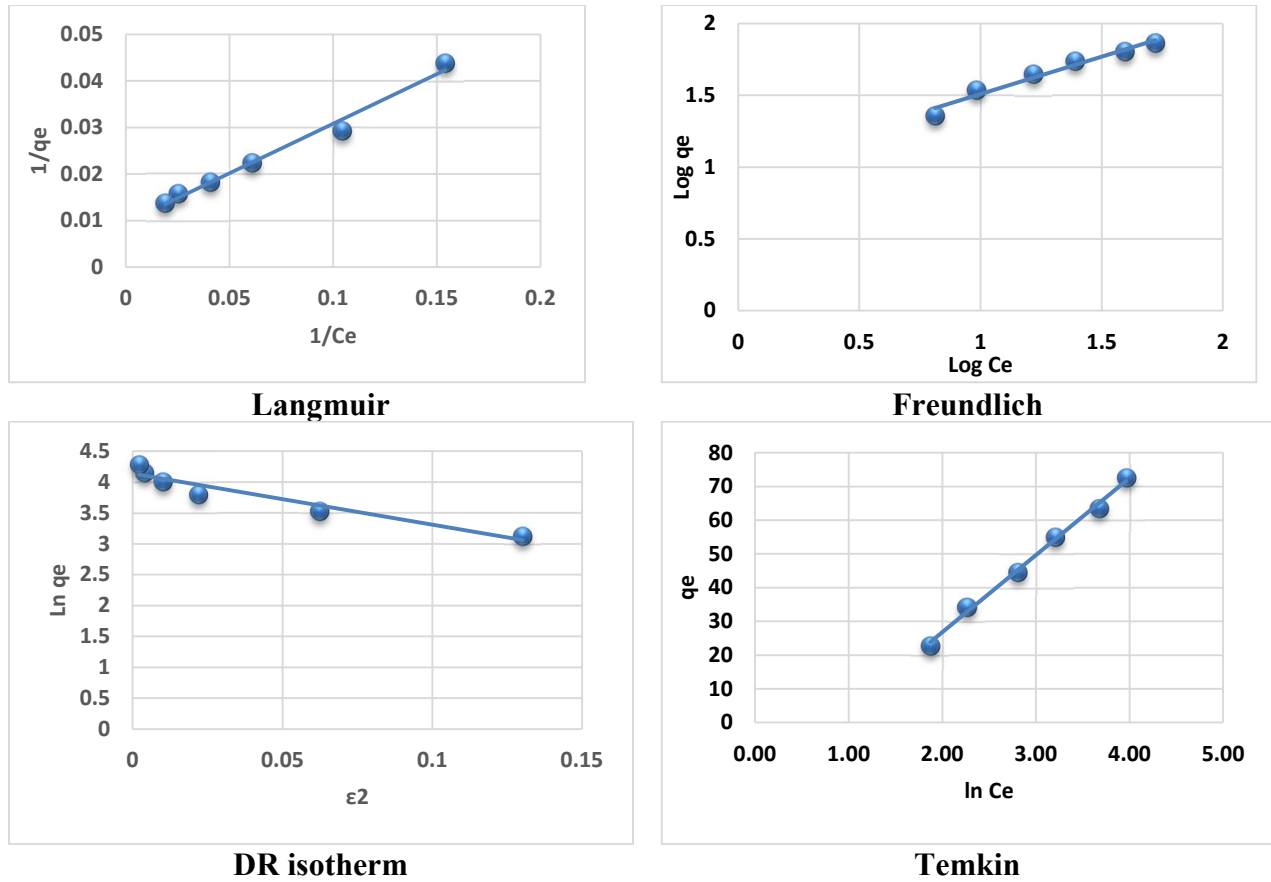 0.05
0.04
0.03
0.02
0.01
0
1/qe
0 0.05 0.1 0.15 0.2
1/Ce
Langmuir
2
1.5
1
0.5
0
Log qe
0 0.5 1 1.5 2
Log Ce
Freundlich
4.5
4
3.5
3
2.5
2
1.5
1
0.5
0
Ln qe
0 0.05 0.1 0.15
ε2
DR isotherm
80
70
60
50
40
30
20
10
0
qe
0.00 1.00 2.00 3.00 4.00 5.00
ln Ce
Temkin